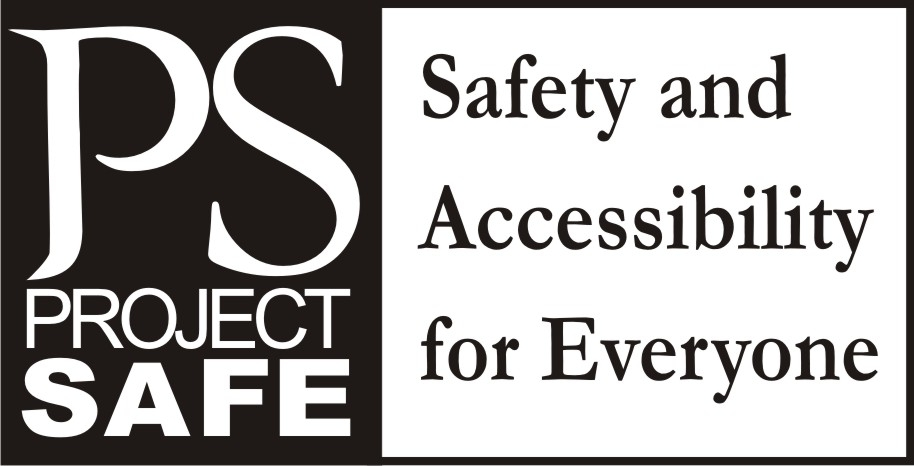 PS
PROJECT
SAFE
Safety and
Accessibility
for Everyone